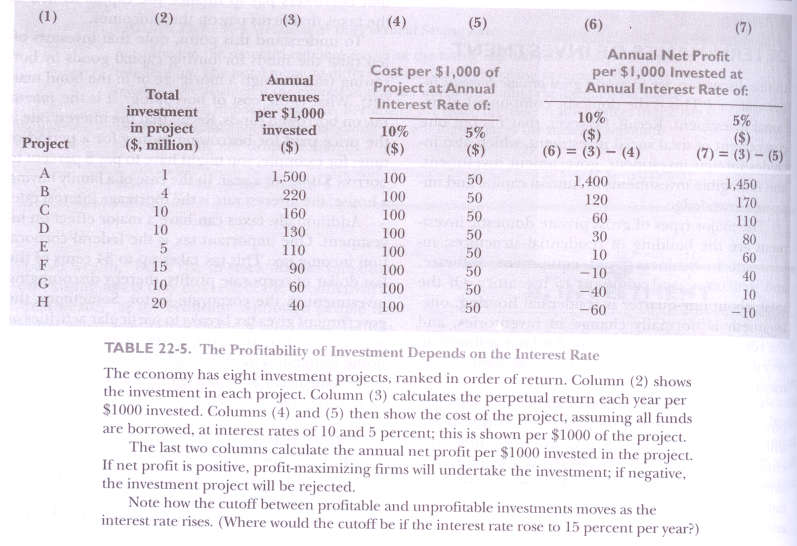 (1) (2) (3) (4) (5) (6) (7)
Annual Net Profit
Cost per $1,000 of per $1,000 Invested at
Annual Project at Annual Annual Interest Rate of:
Total revenues Interest Rate of:
investment per $1,000 10% 5%
in project invested 10% 5% ($) ($)
Project ($, million) ($) ($) ($) (6) = (3) − (4) (7) = (3) − (5)
A 1 1,500 100 50 1,400 1,450
B 4 220 100 50 120 170
C 10 160 100 50 60 110
D 10 130 100 50 30 80
E 5 110 100 50 10 60
F 15 90 100 50 −10 40
G 10 60 100 50 −40 10
H 20 40 100 50 −60 −10
TABLE 22-5. The Profitability of Investment Depends on the Interest Rate
The economy has eight investment projects, ranked in order of return. Column (2) shows
the investment in each project. Column (3) calculates the perpetual return each year per
$1000 invested. Columns (4) and (5) then show the cost of the project, assuming all funds
are borrowed, at interest rates of 10 and 5 percent; this is shown per $1000 of the project.
The last two columns calculate the annual net profit per $1000 invested in the project.
If net profit is positive, profit-maximizing firms will undertake the investment; if negative,
the investment project will be rejected.
Note how the cutoff between profitable and unprofitable investments moves as the
interest rate rises. (Where would the cutoff be if the interest rate rose to 15 percent per year?)